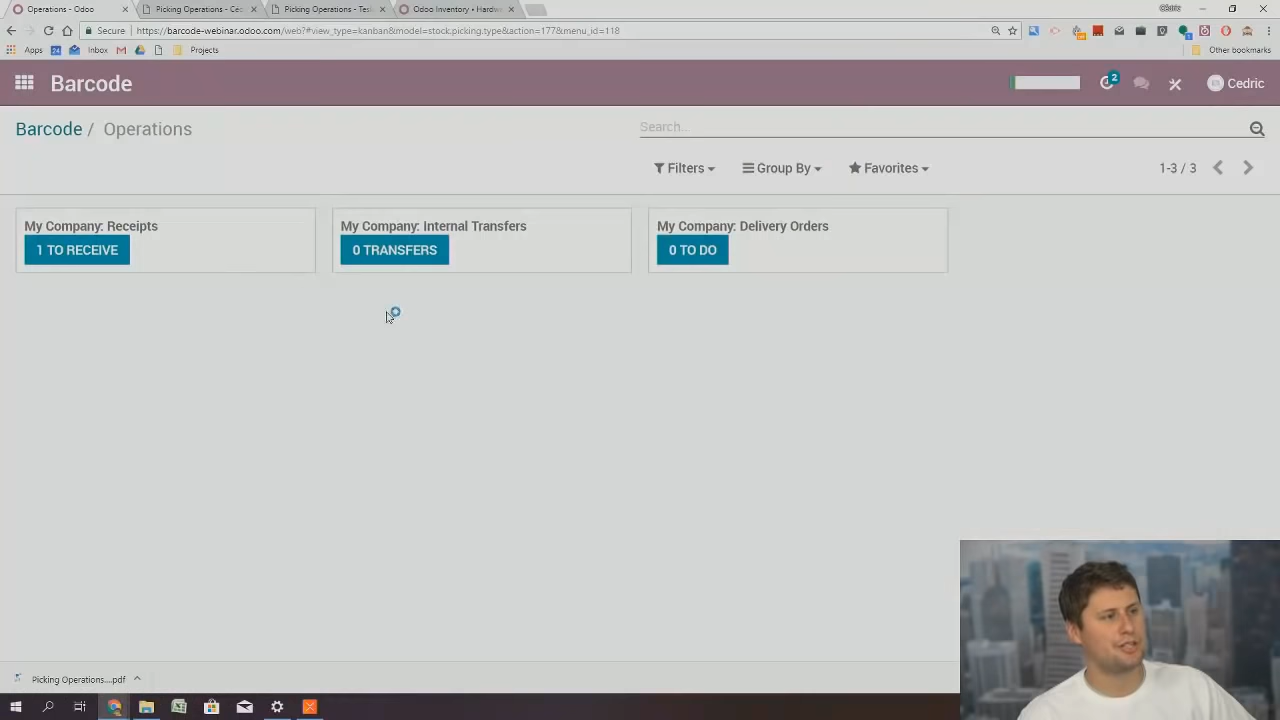 Operations - Odoo
Picking Operations - Ced
Picking Operations - Tes
Odoo Inventory • Hardw
Secure
https://barcode-webinar.odoo.com/web?#view_type=kanban&model=stock.picking.type&action=177&menu_id=118
Apps
Inbox
Projects
Other bookmarks
Barcode
2
Cedric
Barcode / Operations
Search...
Filters
Group By
Favorites
1-3 / 3
My Company: Receipts
1 TO RECEIVE
My Company: Internal Transfers
0 TRANSFERS
My Company: Delivery Orders
0 TO DO
Picking Operations....pdf